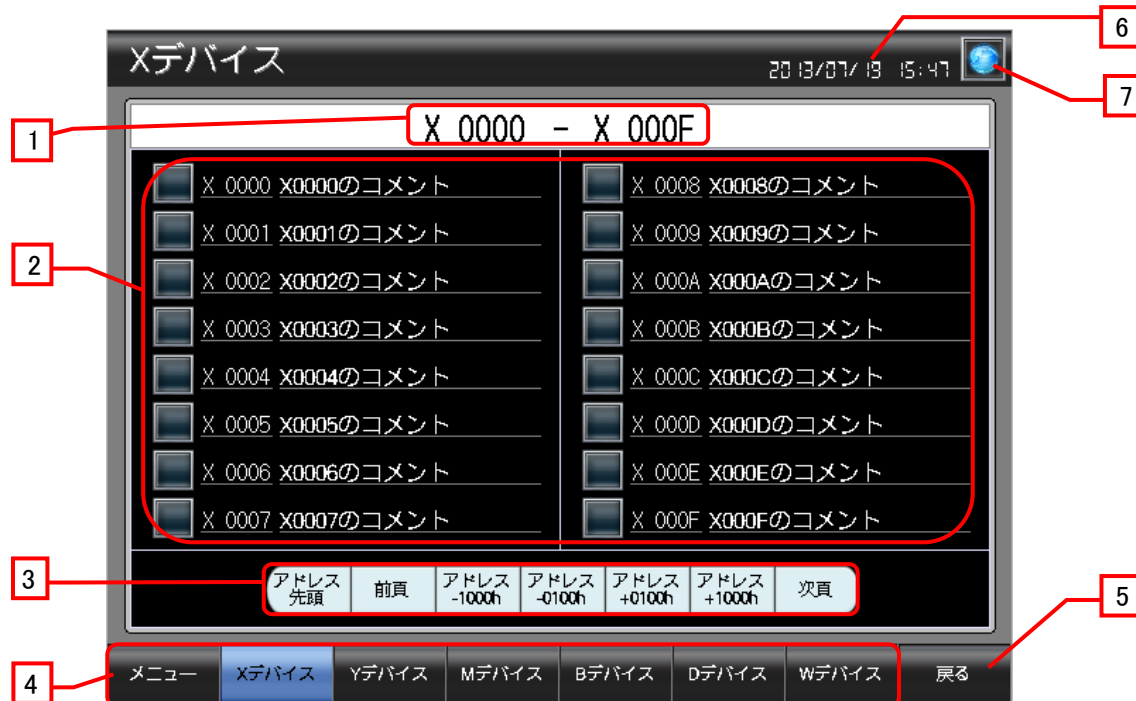 6
Xデバイス
2013/07/19 15:47
7
1
X 0000 - X 000F
X 0000 X0000のコメント
X 0008 X0008のコメント
X 0001 X0001のコメント
X 0009 X0009のコメント
2
X 0002 X0002のコメント
X 000A X000Aのコメント
X 0003 X0003のコメント
X 000B X000Bのコメント
X 0004 X0004のコメント
X 000C X000Cのコメント
X 0005 X0005のコメント
X 000D X000Dのコメント
X 0006 X0006のコメント
X 000E X000Eのコメント
X 0007 X0007のコメント
X 000F X000Fのコメント
3
アドレス
先頭
前頁
アドレス
-1000h
アドレス
-0100h
アドレス
+0100h
アドレス
+1000h
次頁
5
4
メニュー
Xデバイス
Yデバイス
Mデバイス
Bデバイス
Dデバイス
Wデバイス
戻る